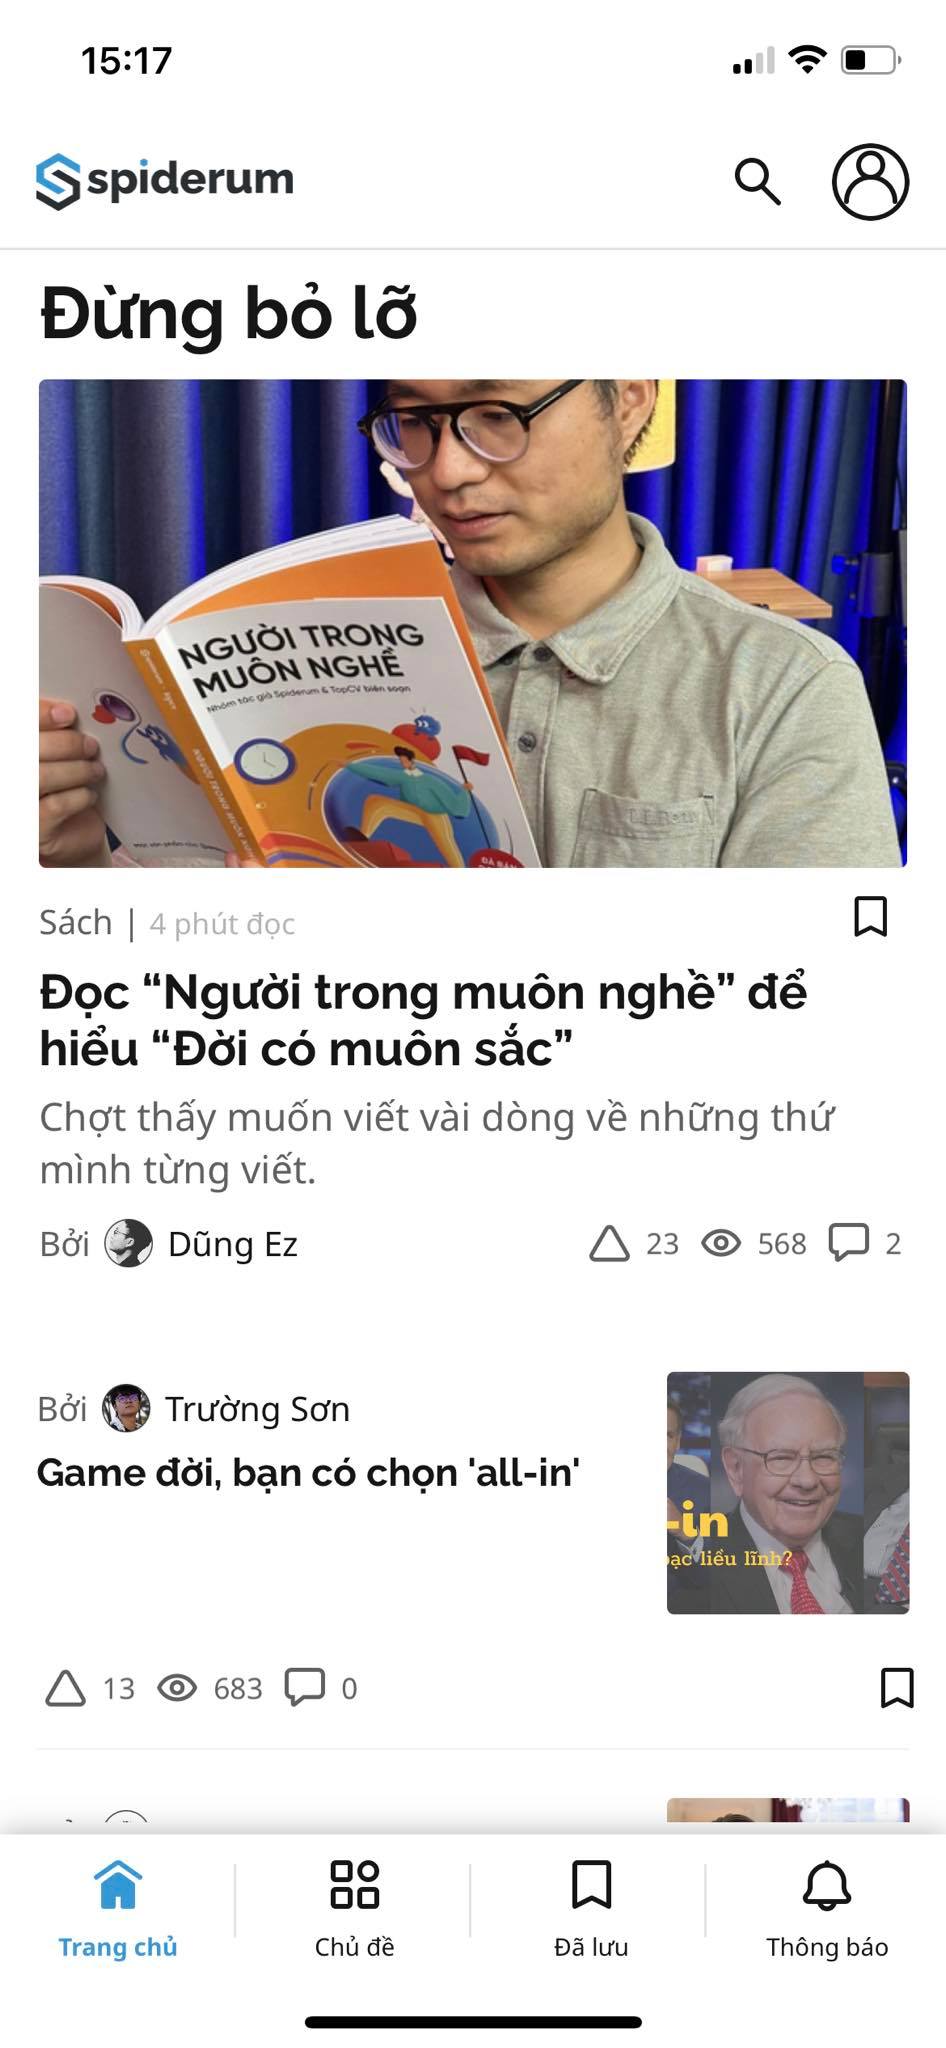 15:17
spiderum
Đừng bỏ lỡ
NGƯỜI TRONG
MUÔN NGHỀ
Nhóm tác giả Spiderum & TopCV biên soạn
Sách | 4 phút đọc
Đọc “Người trong muôn nghề” để
hiểu “Đời có muôn sắc”
Chợt thấy muốn viết vài dòng về những thứ
mình từng viết.
Bởi Dũng Ez 23 568 2
Bởi Trường Sơn
Game đời, bạn có chọn 'all-in'
-in
bạc liều lĩnh?
13 683 0
Trang chủ Chủ đề Đã lưu Thông báo